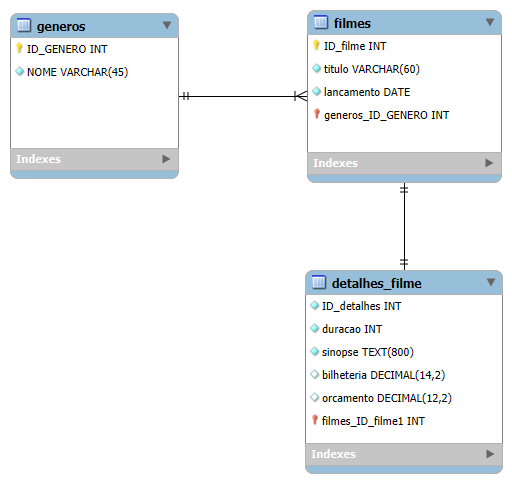 generos
ID_GENERO INT
NOME VARCHAR(45)
Indexes
filmes
ID_filme INT
titulo VARCHAR(60)
lancamento DATE
generos_ID_GENERO INT
Indexes
detalhes_filme
ID_detalhes INT
duracao INT
sinopse TEXT(800)
bilheteria DECIMAL(14,2)
orcamento DECIMAL(12,2)
filmes_ID_filme1 INT
Indexes